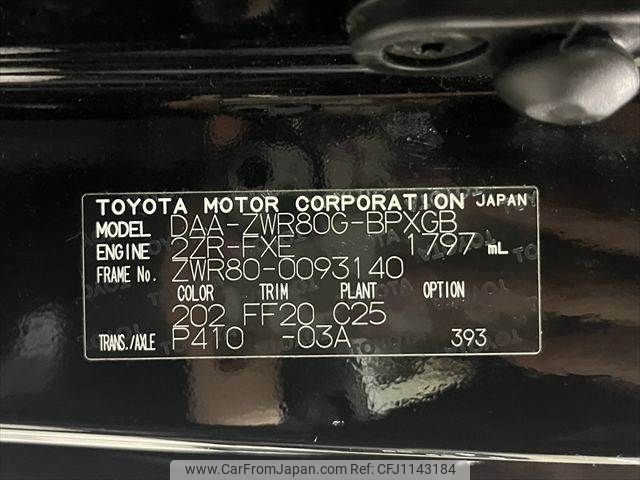 TOYOTA MOTOR CORPORATION JAPAN
MODEL DAA-ZWR80G-BPXGB
ENGINE 2ZR-FXE 1797 mL
FRAME No. ZWR80-0093140
COLOR TRIM PLANT OPTION
202 FF20 C25
TRANS./AXLE P410 -03A 393
www.CarFromJapan.com REF No. CFJ1143184